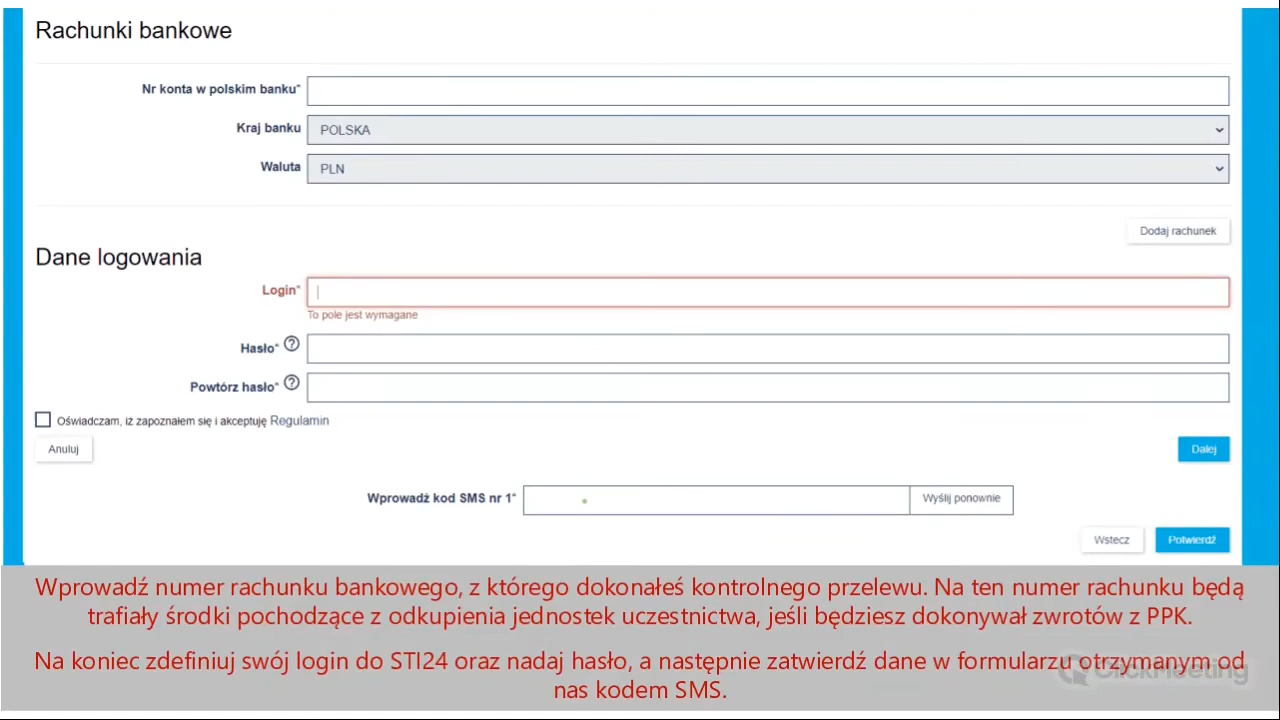 Rachunki bankowe
Nr konta w polskim banku*
Kraj banku POLSKA
Waluta PLN
Dodaj rachunek
Dane logowania
Login*
To pole jest wymagane
Hasło* ?
Powtórz hasło* ?
Oświadczam, iż zapoznałem się i akceptuję Regulamin
Anuluj Dalej
Wprowadź kod SMS nr 1* Wyślij ponownie
Wstecz Potwierdź
Wprowadź numer rachunku bankowego, z którego dokonałeś kontrolnego przelewu. Na ten numer rachunku będą
trafiały środki pochodzące z odkupienia jednostek uczestnictwa, jeśli będziesz dokonywał zwrotów z PPK.
Na koniec zdefiniuj swój login do STI24 oraz nadaj hasło, a następnie zatwierdź dane w formularzu otrzymanym od
nas kodem SMS.
ClickMeeting